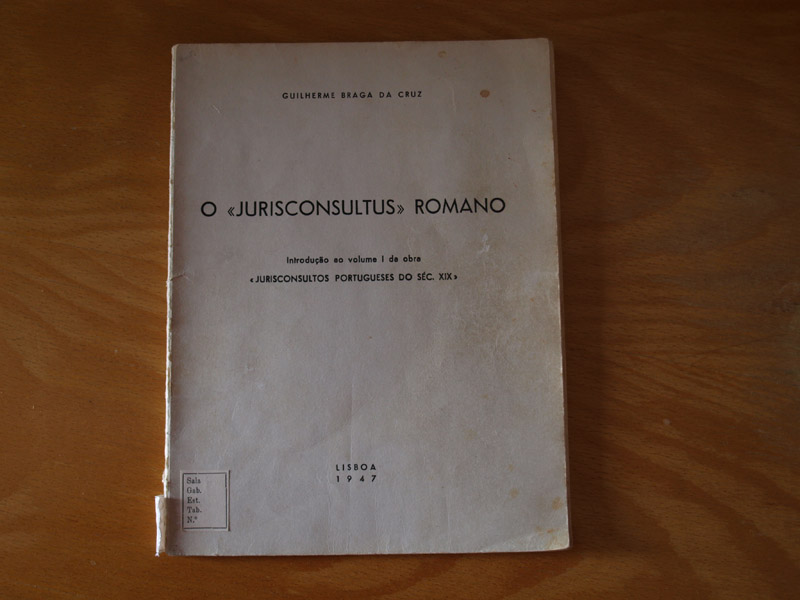 GUILHERME BRAGA DA CRUZ
O «JURISCONSULTUS» ROMANO
Introdução ao volume I da obra
«JURISCONSULTOS PORTUGUESES DO SÉC. XIX»
LISBOA
1947
Sala
Gab.
Est.
Tab.
N.º